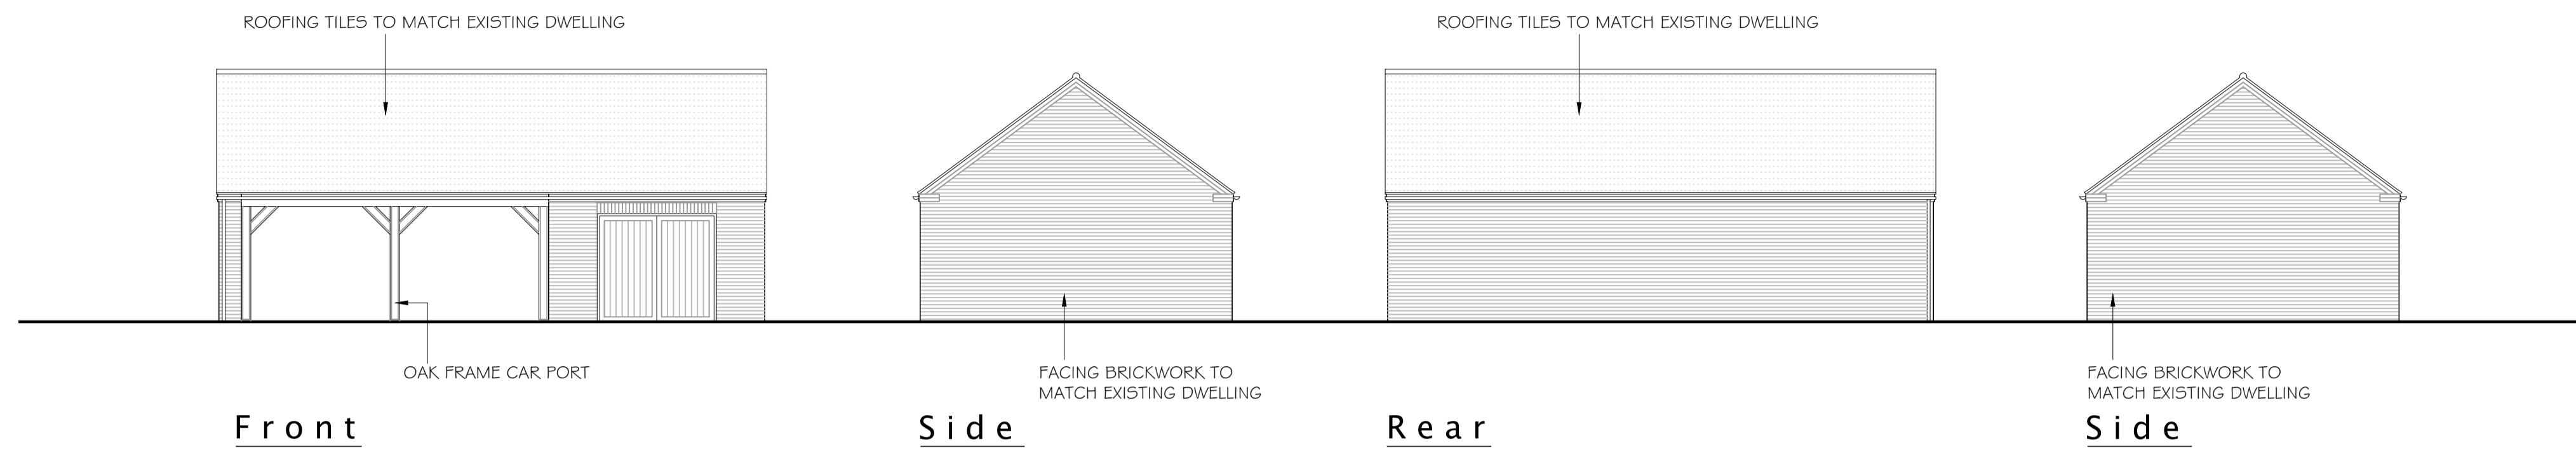 ROOFING TILES TO MATCH EXISTING DWELLING
ROOFING TILES TO MATCH EXISTING DWELLING
OAK FRAME CAR PORT
FACING BRICKWORK TO
MATCH EXISTING DWELLING
FACING BRICKWORK TO
MATCH EXISTING DWELLING
Front
Side
Rear
Side